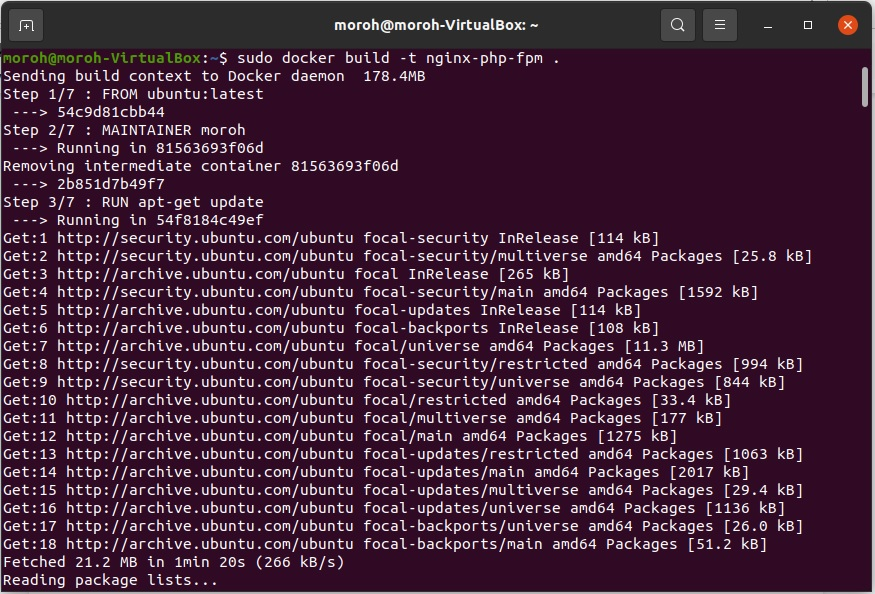 moroh@moroh-VirtualBox: ~
moroh@moroh-VirtualBox:~$ sudo docker build -t nginx-php-fpm .
Sending build context to Docker daemon  178.4MB
Step 1/7 : FROM ubuntu:latest
 ---> 54c9d81cbb44
Step 2/7 : MAINTAINER moroh
 ---> Running in 81563693f06d
Removing intermediate container 81563693f06d
 ---> 2b851d7b49f7
Step 3/7 : RUN apt-get update
 ---> Running in 54f8184c49ef
Get:1 http://security.ubuntu.com/ubuntu focal-security InRelease [114 kB]
Get:2 http://security.ubuntu.com/ubuntu focal-security/multiverse amd64 Packages [25.8 kB]
Get:3 http://archive.ubuntu.com/ubuntu focal InRelease [265 kB]
Get:4 http://security.ubuntu.com/ubuntu focal-security/main amd64 Packages [1592 kB]
Get:5 http://archive.ubuntu.com/ubuntu focal-updates InRelease [114 kB]
Get:6 http://archive.ubuntu.com/ubuntu focal-backports InRelease [108 kB]
Get:7 http://archive.ubuntu.com/ubuntu focal/universe amd64 Packages [11.3 MB]
Get:8 http://security.ubuntu.com/ubuntu focal-security/restricted amd64 Packages [994 kB]
Get:9 http://security.ubuntu.com/ubuntu focal-security/universe amd64 Packages [844 kB]
Get:10 http://archive.ubuntu.com/ubuntu focal/restricted amd64 Packages [33.4 kB]
Get:11 http://archive.ubuntu.com/ubuntu focal/multiverse amd64 Packages [177 kB]
Get:12 http://archive.ubuntu.com/ubuntu focal/main amd64 Packages [1275 kB]
Get:13 http://archive.ubuntu.com/ubuntu focal-updates/restricted amd64 Packages [1063 kB]
Get:14 http://archive.ubuntu.com/ubuntu focal-updates/main amd64 Packages [2017 kB]
Get:15 http://archive.ubuntu.com/ubuntu focal-updates/multiverse amd64 Packages [29.4 kB]
Get:16 http://archive.ubuntu.com/ubuntu focal-updates/universe amd64 Packages [1136 kB]
Get:17 http://archive.ubuntu.com/ubuntu focal-backports/universe amd64 Packages [26.0 kB]
Get:18 http://archive.ubuntu.com/ubuntu focal-backports/main amd64 Packages [51.2 kB]
Fetched 21.2 MB in 1min 20s (266 kB/s)
Reading package lists...